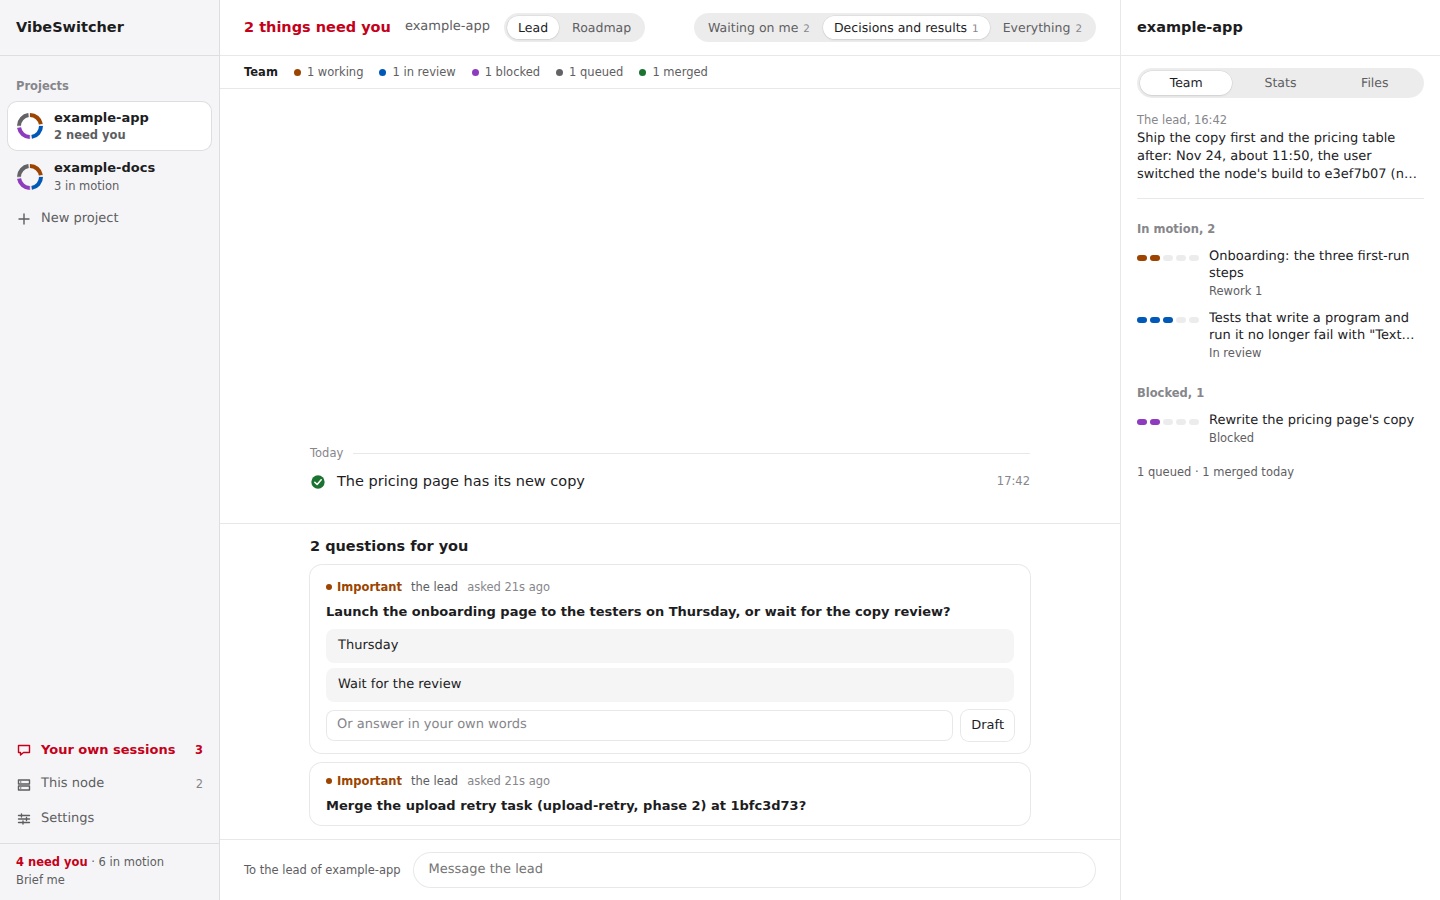 VibeSwitcher
Projects
example-app
2 need you
example-docs
3 in motion
New project
Your own sessions 3
This node 2
Settings
4 need you · 6 in motion
Brief me
2 things need you example-app Lead Roadmap Waiting on me 2 Decisions and results 1 Everything 2
Team 1 working 1 in review 1 blocked 1 queued 1 merged
Today
The pricing page has its new copy 17:42
2 questions for you
Important the lead asked 21s ago
Launch the onboarding page to the testers on Thursday, or wait for the copy review?
Thursday
Wait for the review
Or answer in your own words Draft
Important the lead asked 21s ago
Merge the upload retry task (upload-retry, phase 2) at 1bfc3d73?
To the lead of example-app Message the lead
example-app
Team Stats Files
The lead, 16:42
Ship the copy first and the pricing table
after: Nov 24, about 11:50, the user
switched the node's build to e3ef7b07 (n…
In motion, 2
Onboarding: the three first-run
steps
Rework 1
Tests that write a program and
run it no longer fail with "Text…
In review
Blocked, 1
Rewrite the pricing page's copy
Blocked
1 queued · 1 merged today